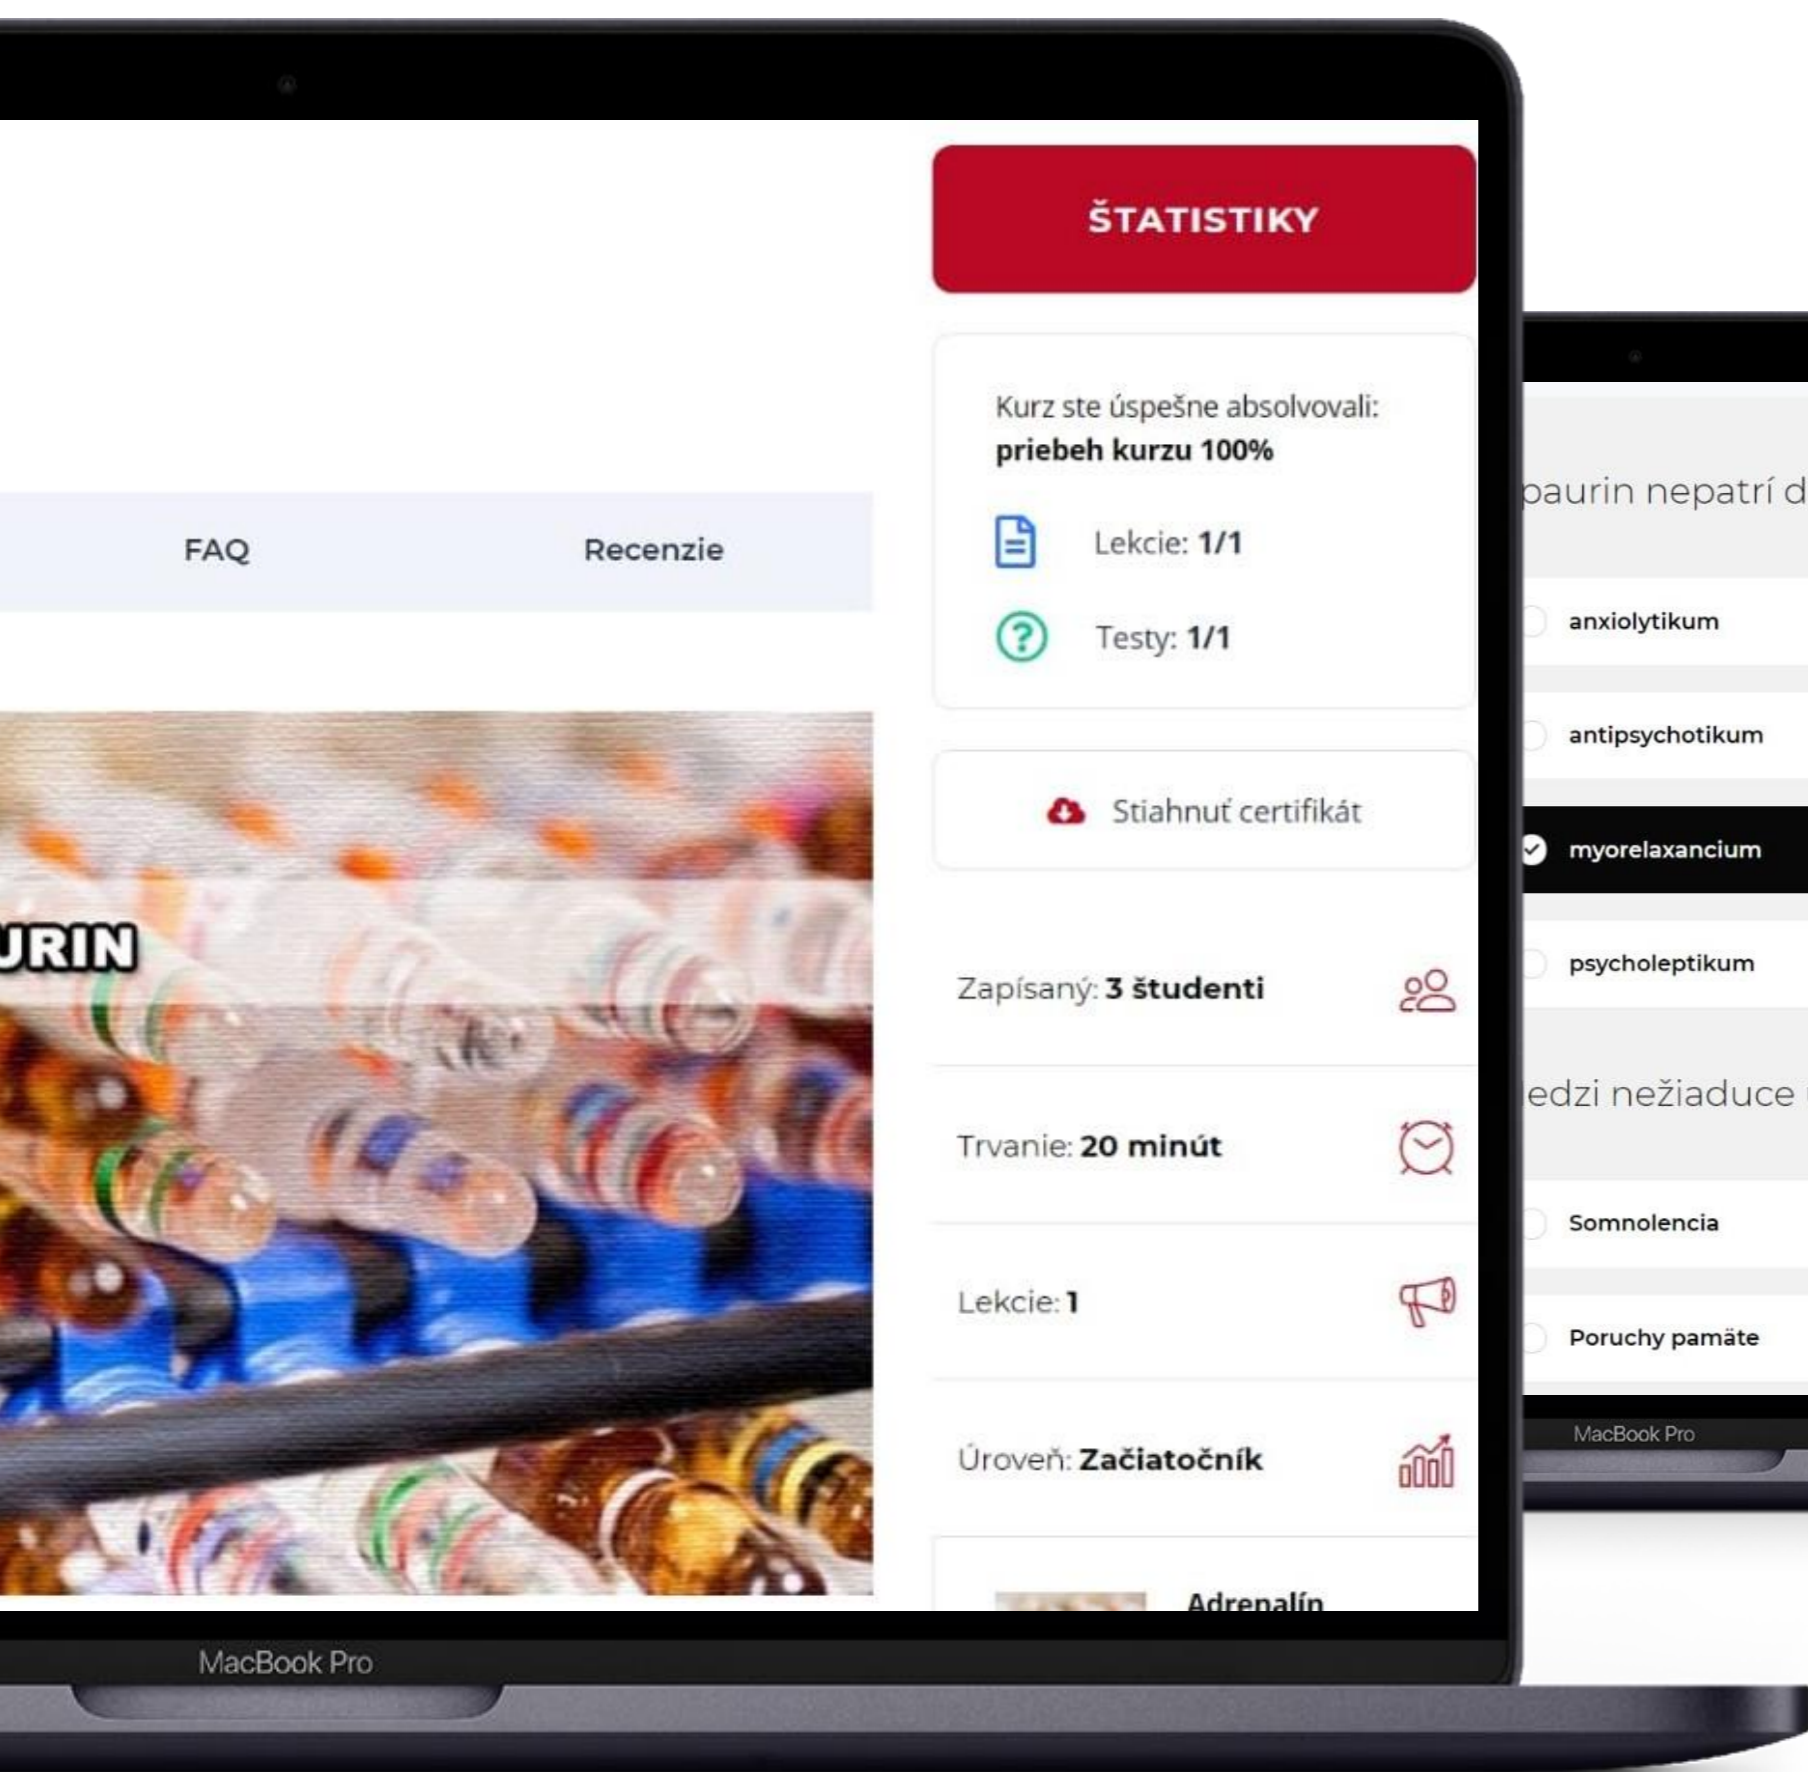 ŠTATISTIKY
Kurz ste úspešne absolvovali:
priebeh kurzu 100%
Lekcie: 1/1
Testy: 1/1
Stiahnuť certifikát
FAQ
Recenzie
URIN
Zapísaný: 3 študenti
Trvanie: 20 minút
Lekcie: 1
Úroveň: Začiatočník
Adrenalín
MacBook Pro
paurin nepatrí d
anxiolytikum
antipsychotikum
myorelaxancium
psycholeptikum
edzi nežiaduce
Somnolencia
Poruchy pamäte
MacBook Pro